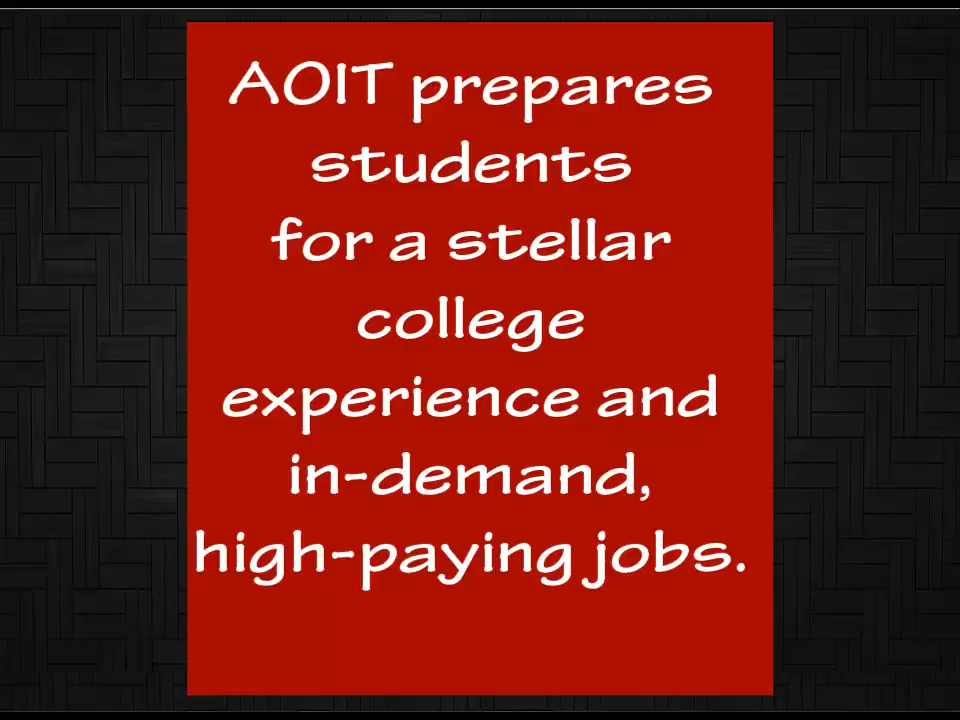 AOIT prepares
students
for a stellar
college
experience and
in-demand,
high-paying jobs.